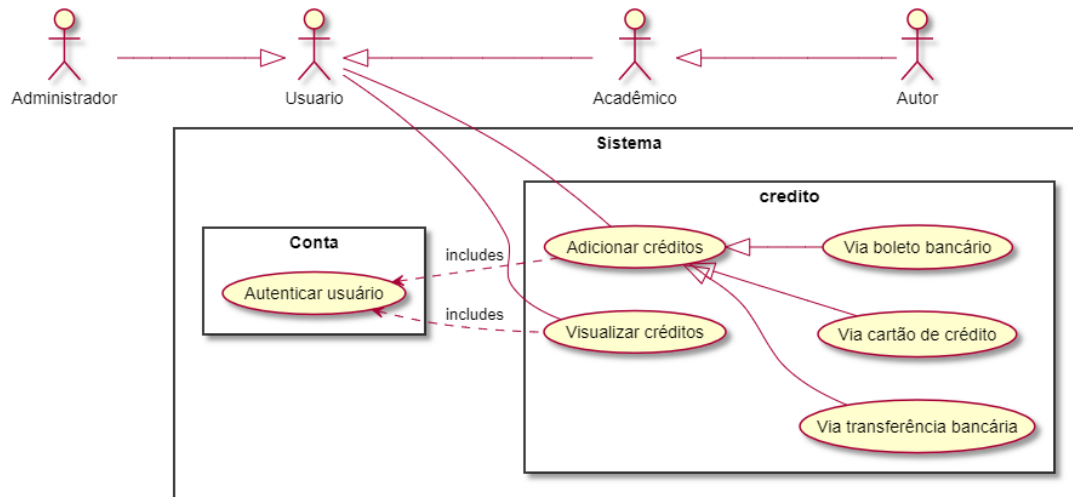 Administrador
Usuario
Acadêmico
Autor
Sistema
credito
Conta
includes
Adicionar créditos
Via boleto bancário
Autenticar usuário
includes
Visualizar créditos
Via cartão de crédito
Via transferência bancária